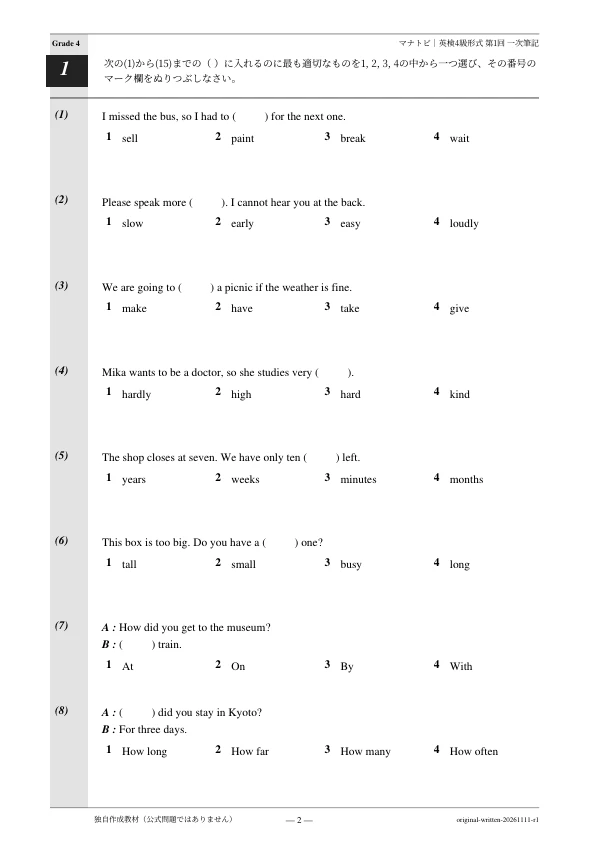 Grade 4
マナトビ｜英検4級形式 第1回 一次筆記
1
次の(1)から(15)までの（ ）に入れるのに最も適切なものを1, 2, 3, 4の中から一つ選び、その番号の
マーク欄をぬりつぶしなさい。
(1) I missed the bus, so I had to ( ) for the next one.
1 sell 2 paint 3 break 4 wait
(2) Please speak more ( ). I cannot hear you at the back.
1 slow 2 early 3 easy 4 loudly
(3) We are going to ( ) a picnic if the weather is fine.
1 make 2 have 3 take 4 give
(4) Mika wants to be a doctor, so she studies very ( ).
1 hardly 2 high 3 hard 4 kind
(5) The shop closes at seven. We have only ten ( ) left.
1 years 2 weeks 3 minutes 4 months
(6) This box is too big. Do you have a ( ) one?
1 tall 2 small 3 busy 4 long
(7) A : How did you get to the museum?
B : ( ) train.
1 At 2 On 3 By 4 With
(8) A : ( ) did you stay in Kyoto?
B : For three days.
1 How long 2 How far 3 How many 4 How often
独自作成教材（公式問題ではありません） — 2 — original-written-20261111-r1